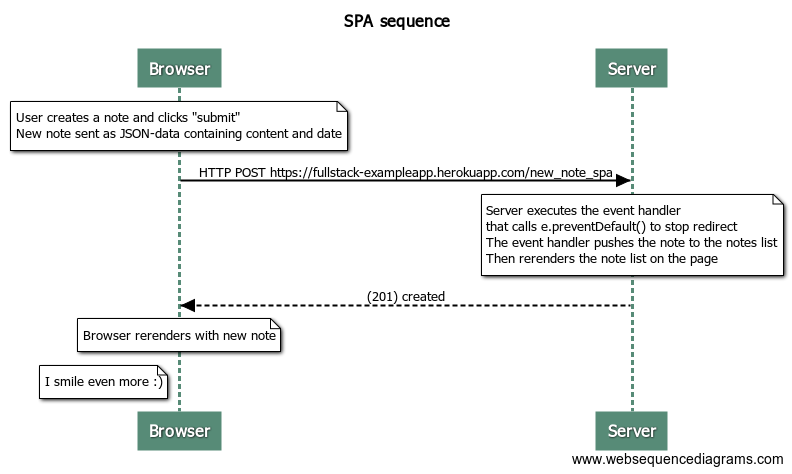 SPA sequence
Browser
Server
User creates a note and clicks "submit"
New note sent as JSON-data containing content and date
HTTP POST https://fullstack-exampleapp.herokuapp.com/new_note_spa
Server executes the event handler
that calls e.preventDefault() to stop redirect
The event handler pushes the note to the notes list
Then rerenders the note list on the page
(201) created
Browser rerenders with new note
I smile even more :)
Browser
Server
www.websequencediagrams.com